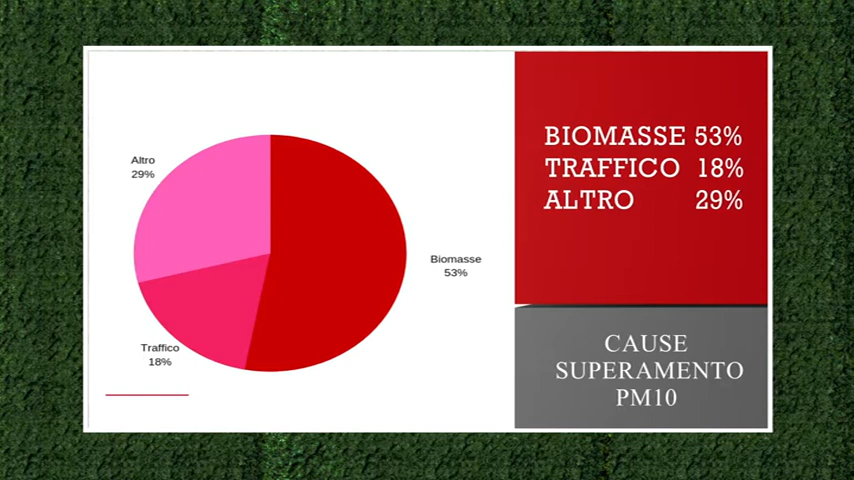 Altro
29%
Biomasse
53%
Traffico
18%
BIOMASSE 53%
TRAFFICO 18%
ALTRO 29%
CAUSE
SUPERAMENTO
PM10